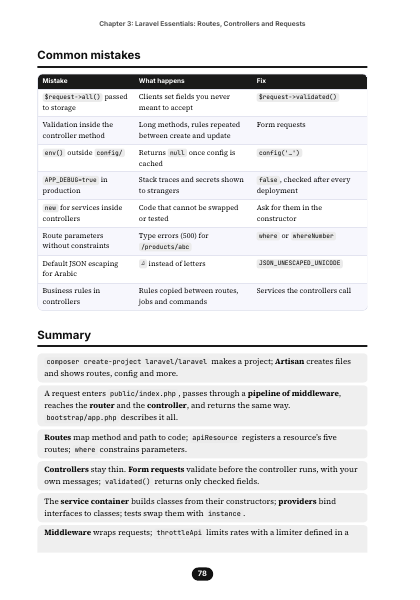 Chapter 3: Laravel Essentials: Routes, Controllers and Requests
Common mistakes
Mistake What happens Fix
$request->all() passed to storage Clients set fields you never meant to accept $request->validated()
Validation inside the controller method Long methods, rules repeated between create and update Form requests
env() outside config/ Returns null once config is cached config('…')
APP_DEBUG=true in production Stack traces and secrets shown to strangers false, checked after every deployment
new for services inside controllers Code that cannot be swapped or tested Ask for them in the constructor
Route parameters without constraints Type errors (500) for /products/abc where or whereNumber
Default JSON escaping for Arabic instead of letters JSON_UNESCAPED_UNICODE
Business rules in controllers Rules copied between routes, jobs and commands Services the controllers call
Summary
composer create-project laravel/laravel makes a project; Artisan creates files
and shows routes, config and more.
A request enters public/index.php, passes through a pipeline of middleware,
reaches the router and the controller, and returns the same way.
bootstrap/app.php describes it all.
Routes map method and path to code; apiResource registers a resource's five
routes; where constrains parameters.
Controllers stay thin. Form requests validate before the controller runs, with your
own messages; validated() returns only checked fields.
The service container builds classes from their constructors; providers bind
interfaces to classes; tests swap them with instance.
Middleware wraps requests; throttleApi limits rates with a limiter defined in a
78